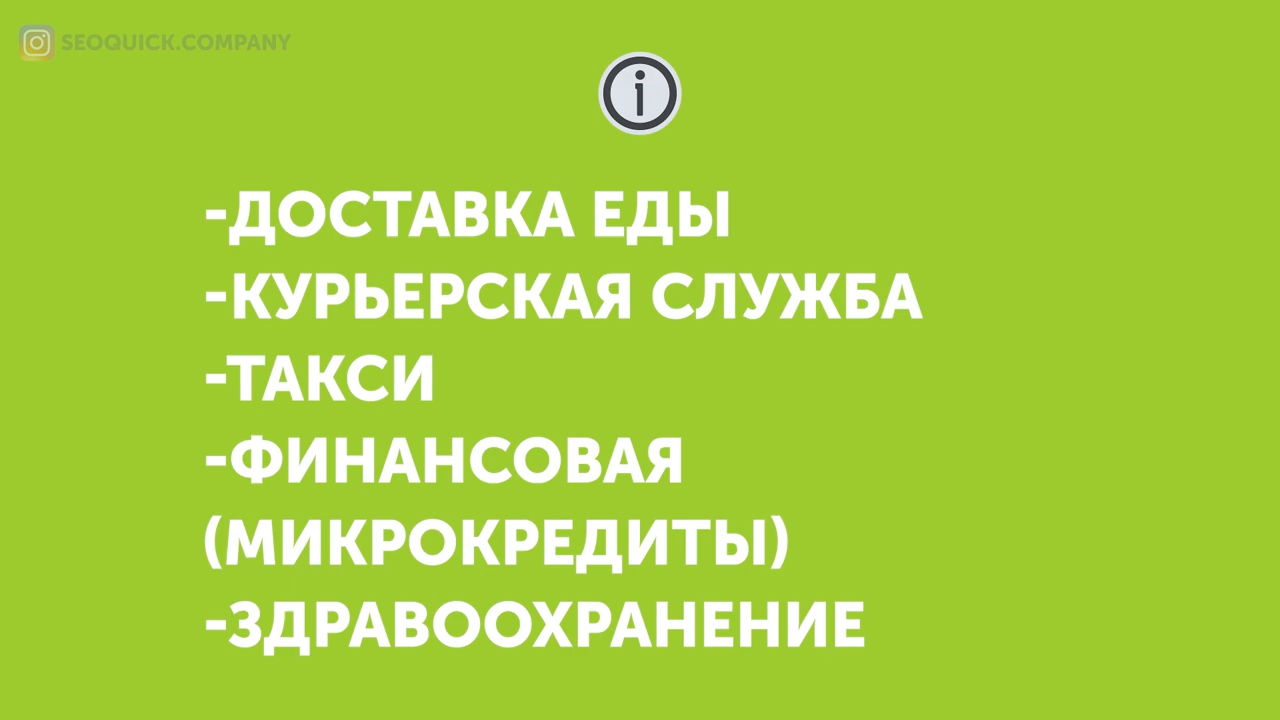 SEOQUICK.COMPANY
i
-ДОСТАВКА ЕДЫ
-КУРЬЕРСКАЯ СЛУЖБА
-ТАКСИ
-ФИНАНСОВАЯ
(МИКРОКРЕДИТЫ)
-ЗДРАВООХРАНЕНИЕ